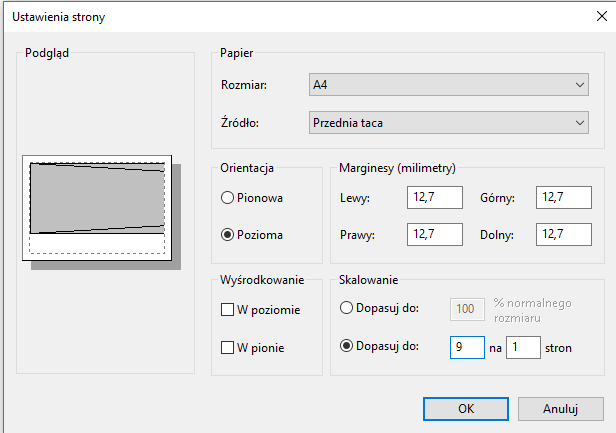 Ustawienia strony
Podgląd
Papier
Rozmiar:
A4
Źródło:
Przednia taca
Orientacja
Pionowa
Pozioma
Marginesy (milimetry)
Lewy: 12,7 Górny: 12,7
Prawy: 12,7 Dolny: 12,7
Wyśrodkowanie
W poziomie
W pionie
Skalowanie
Dopasuj do: 100 % normalnego
rozmiaru
Dopasuj do: 9 na 1 stron
OK Anuluj